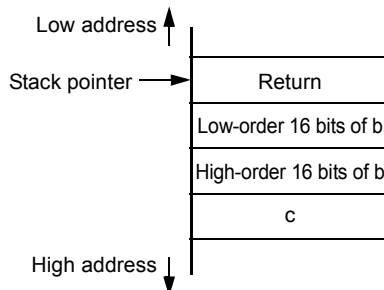 Low address
Stack pointer
Return
Low-order 16 bits of b
High-order 16 bits of b
c
High address